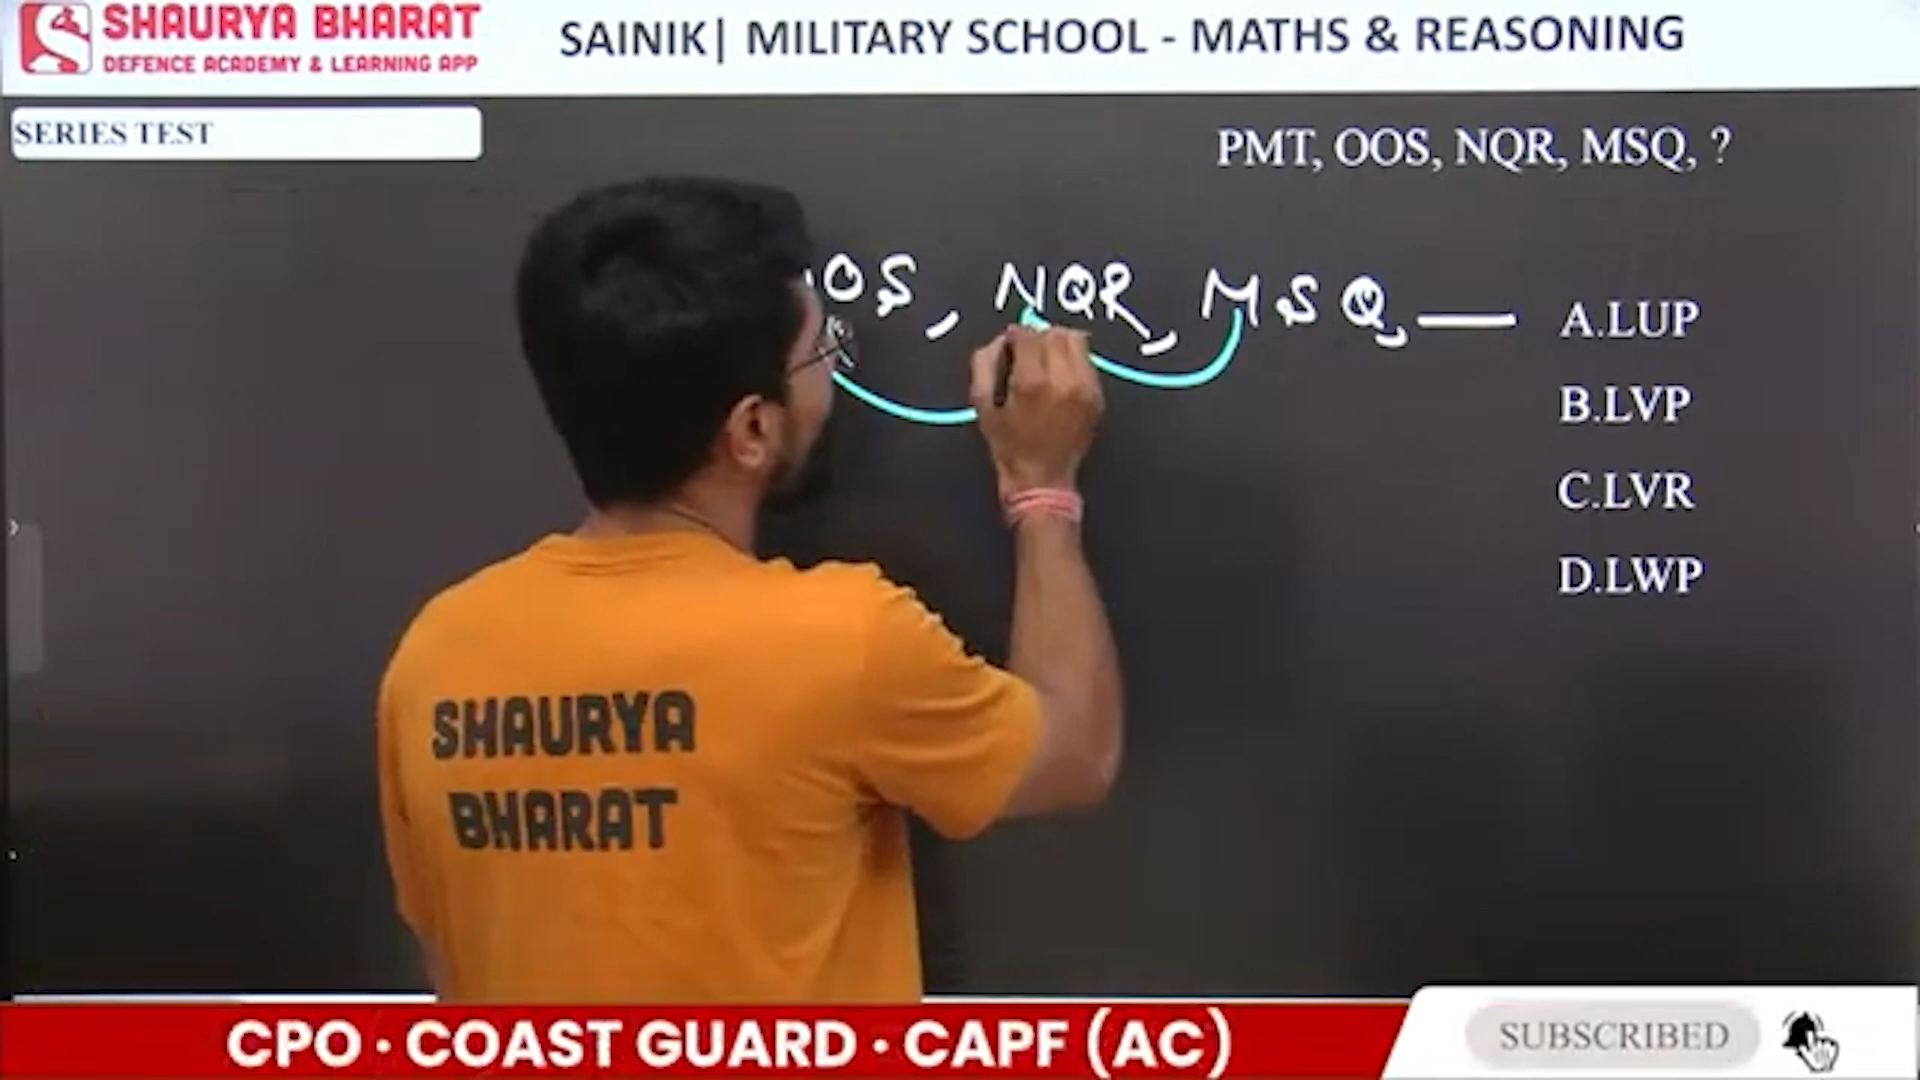 SHAURYA BHARAT
DEFENCE ACADEMY & LEARNING APP
SAINIK| MILITARY SCHOOL - MATHS & REASONING
SERIES TEST
PMT, OOS, NQR, MSQ, ?
OS, NQR, MSQ,
A.LUP
B.LVP
C.LVR
D.LWP
SHAURYA
BHARAT
CPO · COAST GUARD · CAPF (AC)
SUBSCRIBED